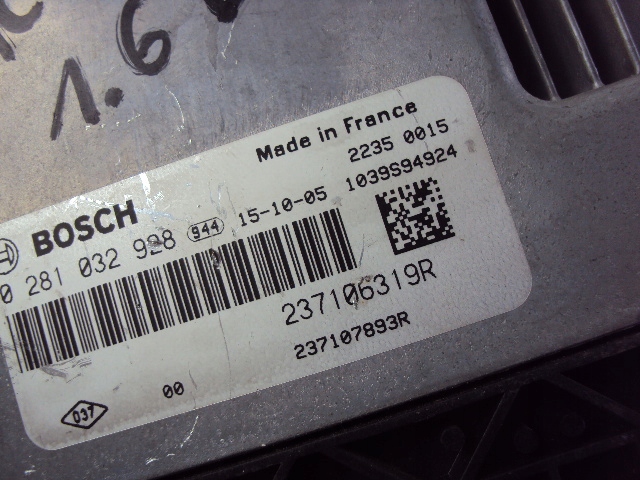 1.6
Made in France
2235 0015
1039S94924
BOSCH
0 281 032 928 944 15-10-05
237106319R
237107893R
00
037